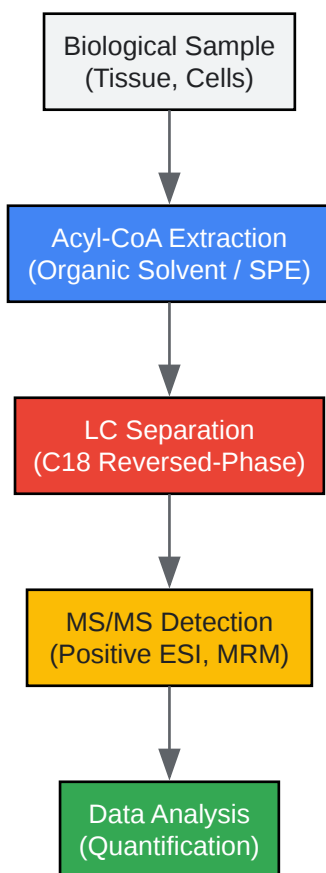 Biological Sample
(Tissue, Cells)
Acyl-CoA Extraction
(Organic Solvent / SPE)
LC Separation
(C18 Reversed-Phase)
MS/MS Detection
(Positive ESI, MRM)
Data Analysis
(Quantification)